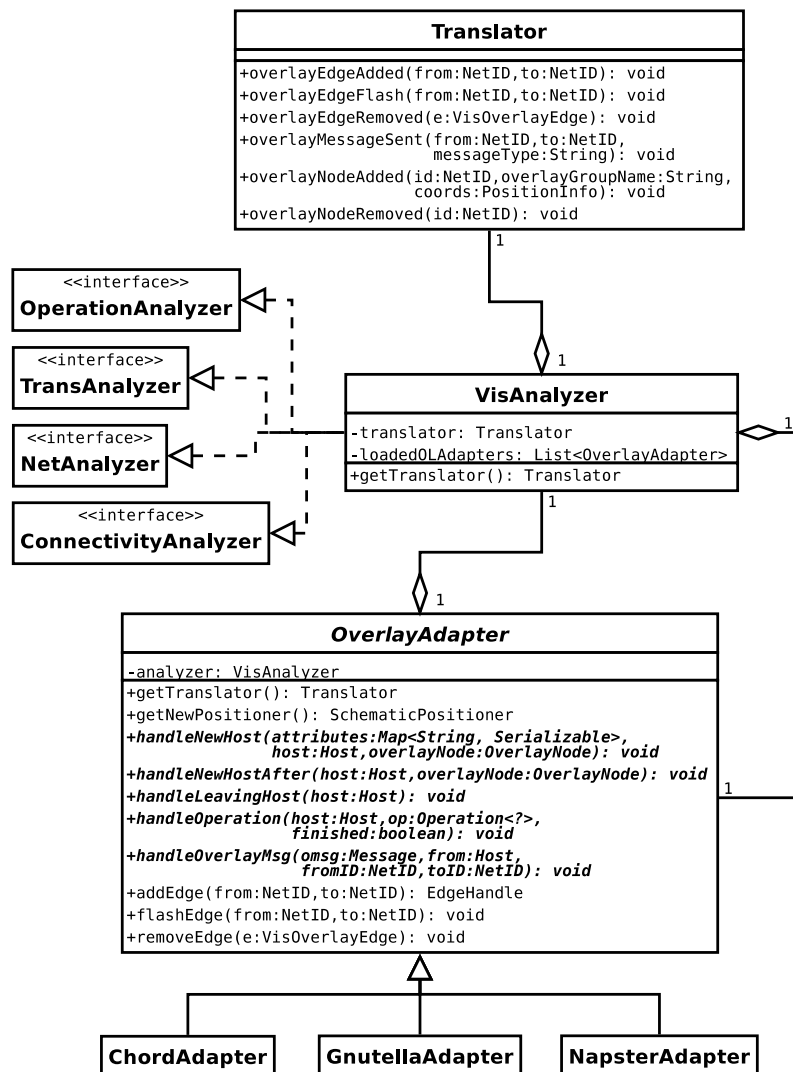 Translator
+overlayEdgeAdded(from:NetID,to:NetID): void
+overlayEdgeFlash(from:NetID,to:NetID): void
+overlayEdgeRemoved(e:VisOverlayEdge): void
+overlayMessageSent(from:NetID,to:NetID,
messageType:String): void
+overlayNodeAdded(id:NetID,overlayGroupName:String,
coords:PositionInfo): void
+overlayNodeRemoved(id:NetID): void
1
<<interface>>
OperationAnalyzer
<<interface>>
TransAnalyzer
<<interface>>
NetAnalyzer
<<interface>>
ConnectivityAnalyzer
1
VisAnalyzer
-translator: Translator
-loadedOLAdapters: List<OverlayAdapter>
+getTranslator(): Translator
1
1
1
OverlayAdapter
-analyzer: VisAnalyzer
+getTranslator(): Translator
+getNewPositioner(): SchematicPositioner
+handleNewHost(attributes:Map<String, Serializable>,
host:Host,overlayNode:OverlayNode): void
+handleNewHostAfter(host:Host,overlayNode:OverlayNode): void
+handleLeavingHost(host:Host): void
+handleOperation(host:Host,op:Operation<?>,
finished:boolean): void
+handleOverlayMsg(omsg:Message,from:Host,
fromID:NetID,toID:NetID): void
+addEdge(from:NetID,to:NetID): EdgeHandle
+flashEdge(from:NetID,to:NetID): void
+removeEdge(e:VisOverlayEdge): void
1
ChordAdapter
GnutellaAdapter
NapsterAdapter